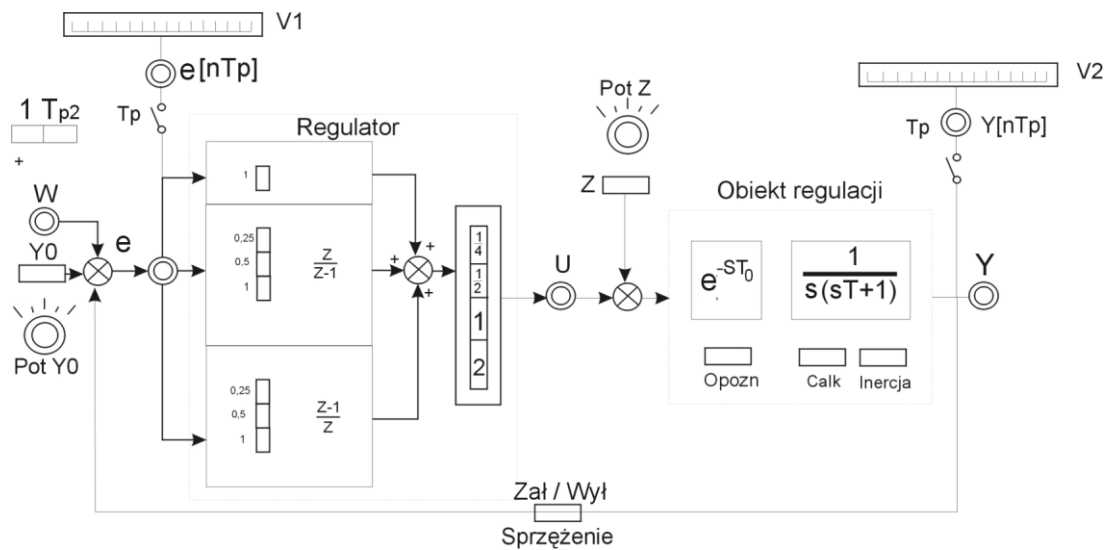 V1
e[nTp]
V2
Pot Z
1 Tp2
Tp
Tp
Y[nTp]
Regulator
+
1
Z
Obiekt regulacji
W
Y0
e
0,25
0,5
1
Z
Z-1
+
+
+
1
4
1
2
1
2
U
e-ST0
1
s(sT+1)
Y
Pot Y0
Opozn
Calk
Inercja
0,25
0,5
1
Z-1
Z
Zał / Wył
Sprzężenie